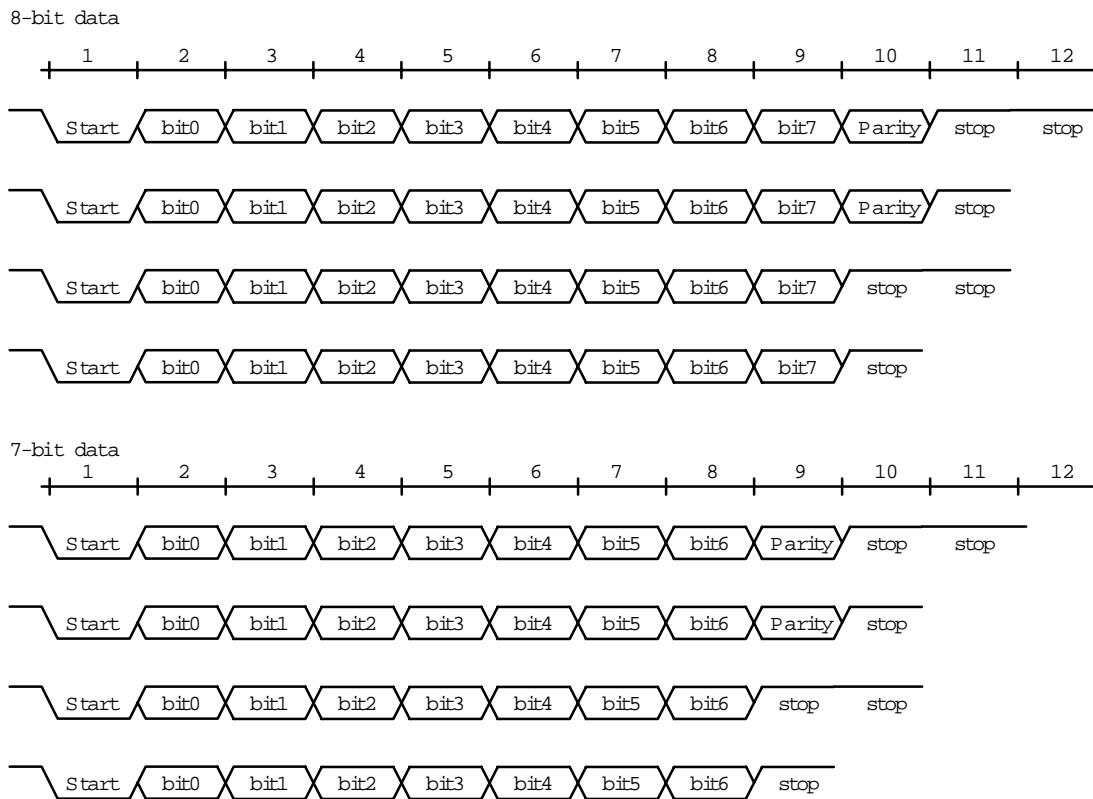 8-bit data
1 2 3 4 5 6 7 8 9 10 11 12
Start bit0 bit1 bit2 bit3 bit4 bit5 bit6 bit7 Parity stop stop
Start bit0 bit1 bit2 bit3 bit4 bit5 bit6 bit7 Parity stop
Start bit0 bit1 bit2 bit3 bit4 bit5 bit6 bit7 stop stop
Start bit0 bit1 bit2 bit3 bit4 bit5 bit6 bit7 stop
7-bit data
1 2 3 4 5 6 7 8 9 10 11 12
Start bit0 bit1 bit2 bit3 bit4 bit5 bit6 Parity stop stop
Start bit0 bit1 bit2 bit3 bit4 bit5 bit6 Parity stop
Start bit0 bit1 bit2 bit3 bit4 bit5 bit6 stop stop
Start bit0 bit1 bit2 bit3 bit4 bit5 bit6 stop